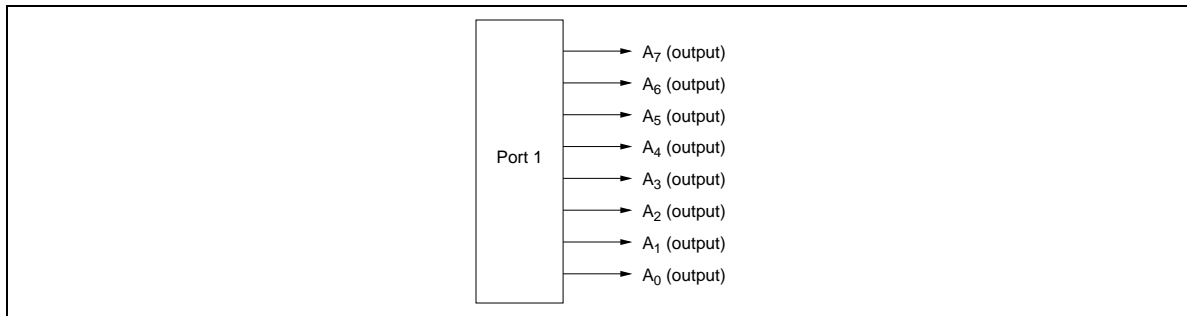 A7 (output)
A6 (output)
A5 (output)
A4 (output)
Port 1
A3 (output)
A2 (output)
A1 (output)
A0 (output)